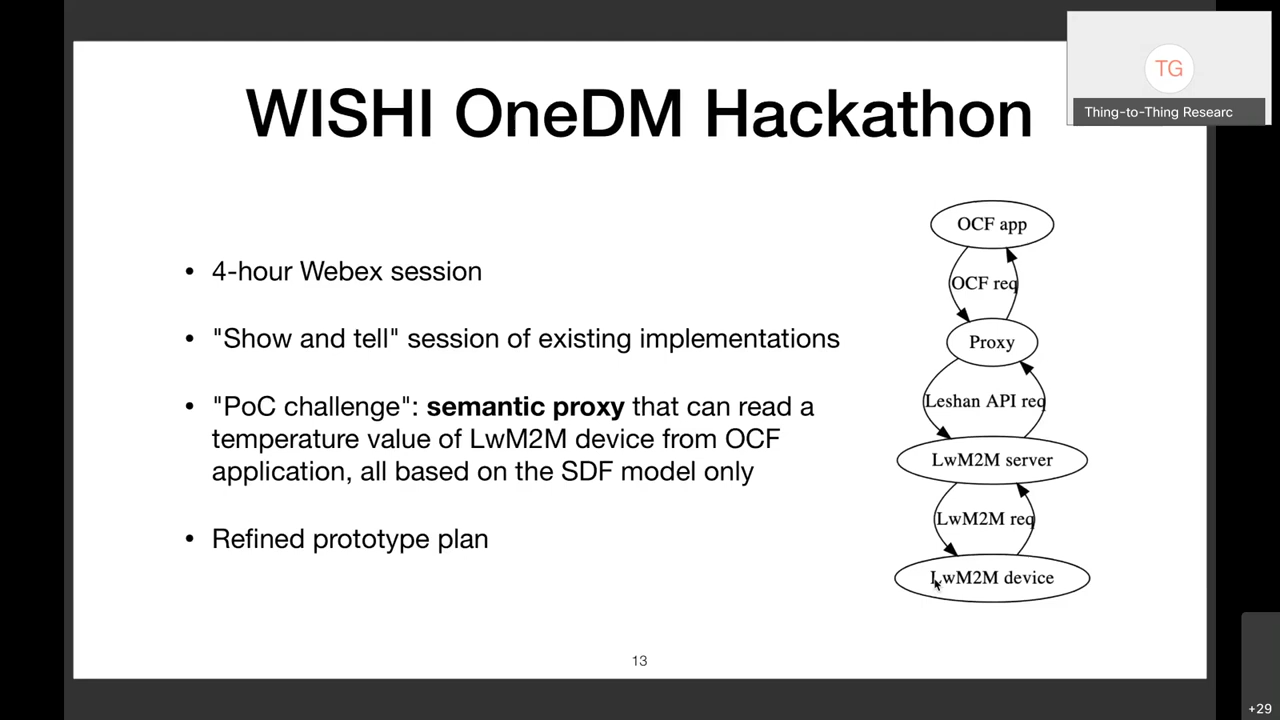 WISHI OneDM Hackathon
• 4-hour Webex session
• "Show and tell" session of existing implementations
• "PoC challenge": semantic proxy that can read a
temperature value of LwM2M device from OCF
application, all based on the SDF model only
• Refined prototype plan
OCF app
OCF req
Proxy
Leshan API req
LwM2M server
LwM2M req
LwM2M device
13
TG
Thing-to-Thing Researc
+29